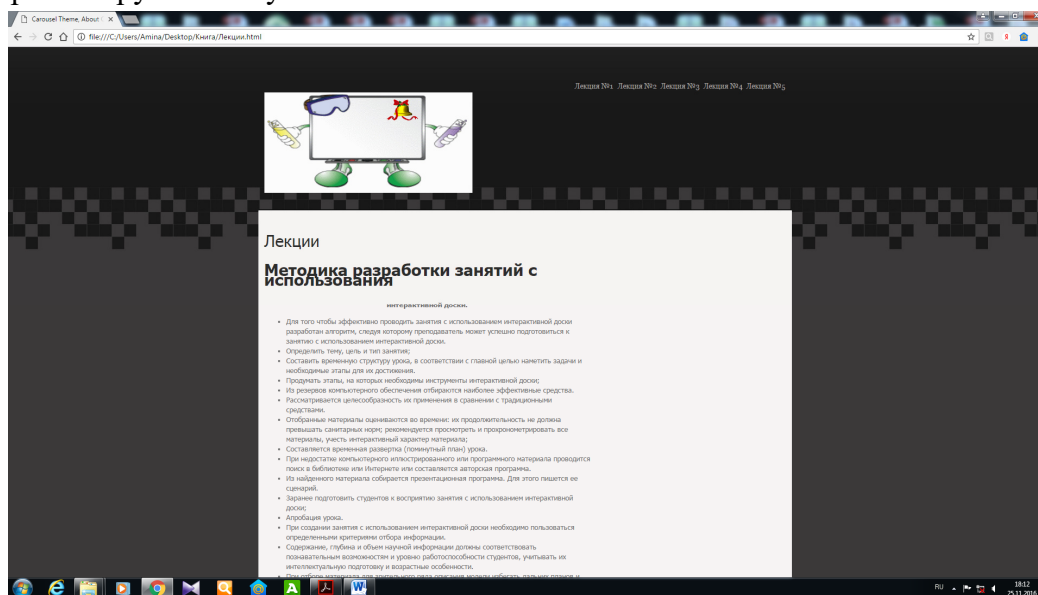 Carousel Theme, About
file:///C:/Users/Amina/Desktop/Книга/Лекции.html
Лекция №1 Лекция №2 Лекция №3 Лекция №4 Лекция №5
Лекции
Методика разработки занятий с
использования
интерактивной доски.
• Для того чтобы эффективно проводить занятия с использованием интерактивной доски
разработан алгоритм, следуя которому преподаватель может успешно подготовиться к
занятию с использованием интерактивной доски.
• Определить тему, цель и тип занятия;
• Составить временную структуру урока, в соответствии с главной целью наметить задачи и
необходимые этапы для их достижения.
• Продумать этапы, на которых необходимы инструменты интерактивной доски;
• Из резервов компьютерного обеспечения отбираются наиболее эффективные средства.
• Рассматривается целесообразность их применения в сравнении с традиционными
средствами.
• Отобранные материалы оцениваются во времени: их продолжительность не должна
превышать санитарных норм; рекомендуется просмотреть и прохронометрировать все
материалы, учесть интерактивный характер материала;
• Составляется временная развертка (поминутный план) урока.
• При недостатке компьютерного иллюстрированного или программного материала проводится
поиск в библиотеке или Интернете или составляется авторская программа.
• Из найденного материала собирается презентационная программа. Для этого пишется ее
сценарий.
• Заранее подготовить студентов к восприятию занятия с использованием интерактивной
доски;
• Апробация урока.
• При создании занятия с использованием интерактивной доски необходимо пользоваться
определенными критериями отбора информации.
• Содержание, глубина и объем научной информации должны соответствовать
познавательным возможностям и уровню работоспособности студентов, учитывать их
интеллектуальную подготовку и возрастные особенности.
RU
18:12
25.11.2016